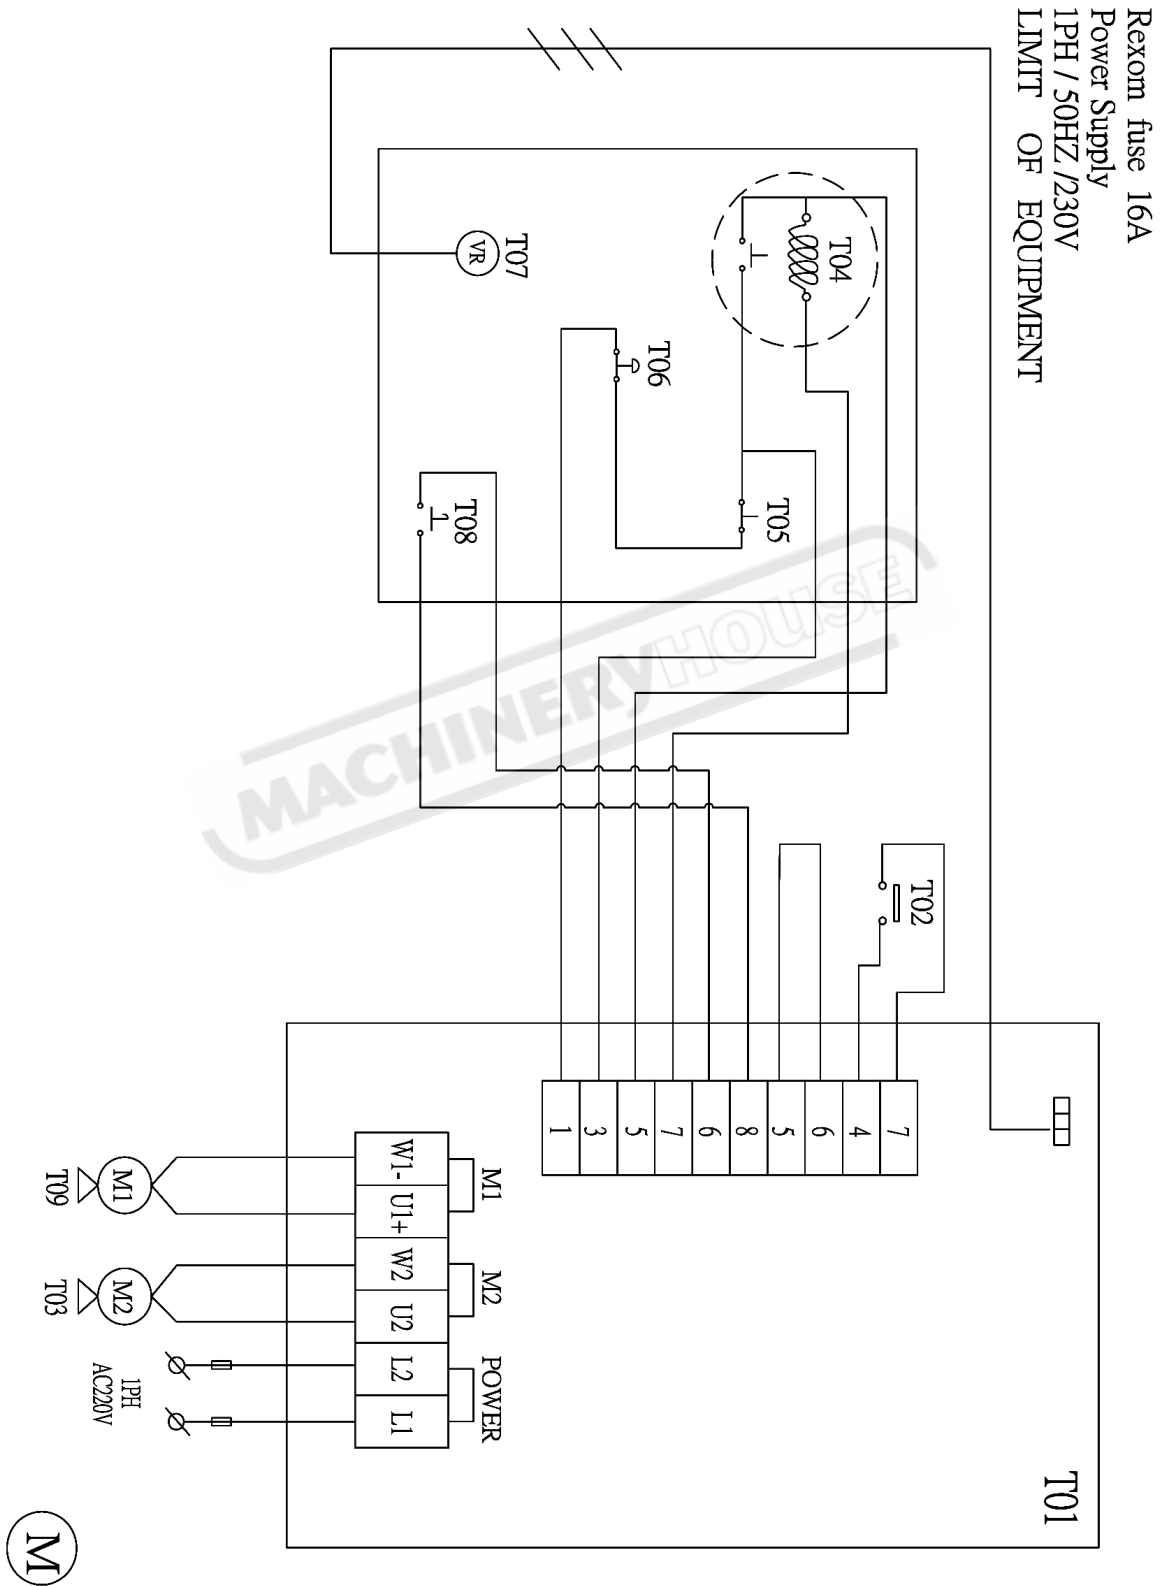 Rexom fuse 16A
Power Supply
1PH / 50HZ /230V
LIMIT OF EQUIPMENT
T04
VR
T07
T06
T05
T08
MACHINERYHOUSE
T02
T01
1
3
5
7
6
8
5
6
4
7
M1
M2
POWER
W1-
U1+
W2
U2
L2
L1
M1
T09
M2
T03
1PH
AC220V
M